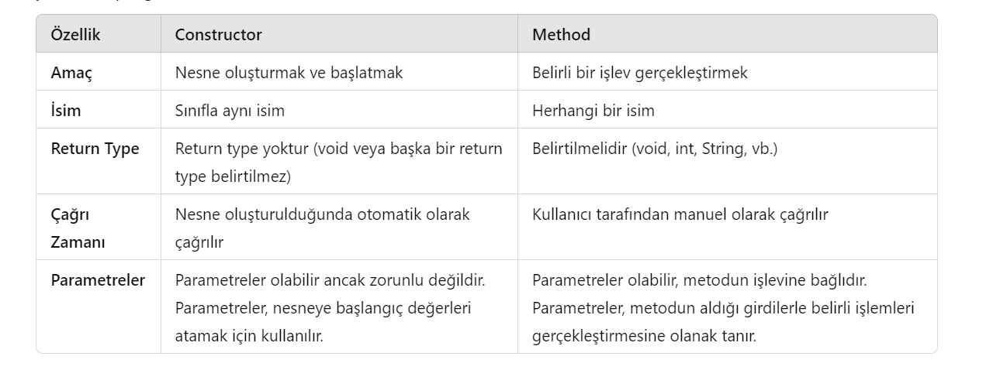 Özellik Constructor Method
Amaç Nesne oluşturmak ve başlatmak Belirli bir işlev gerçekleştirmek
İsim Sınıfla aynı isim Herhangi bir isim
Return Type Return type yoktur (void veya başka bir return Belirtilmelidir (void, int, String, vb.)
type belirtilmez)
Çağrı Nesne oluşturulduğunda otomatik olarak Kullanıcı tarafından manuel olarak çağrılır
Zamanı çağrılır
Parametreler Parametreler olabilir ancak zorunlu değildir. Parametreler olabilir, metodun işlevine bağlıdır.
Parametreler, nesneye başlangıç değerleri Parametreler, metodun aldığı girdilerle belirli işlemleri
atamak için kullanılır. gerçekleştirmesine olanak tanır.